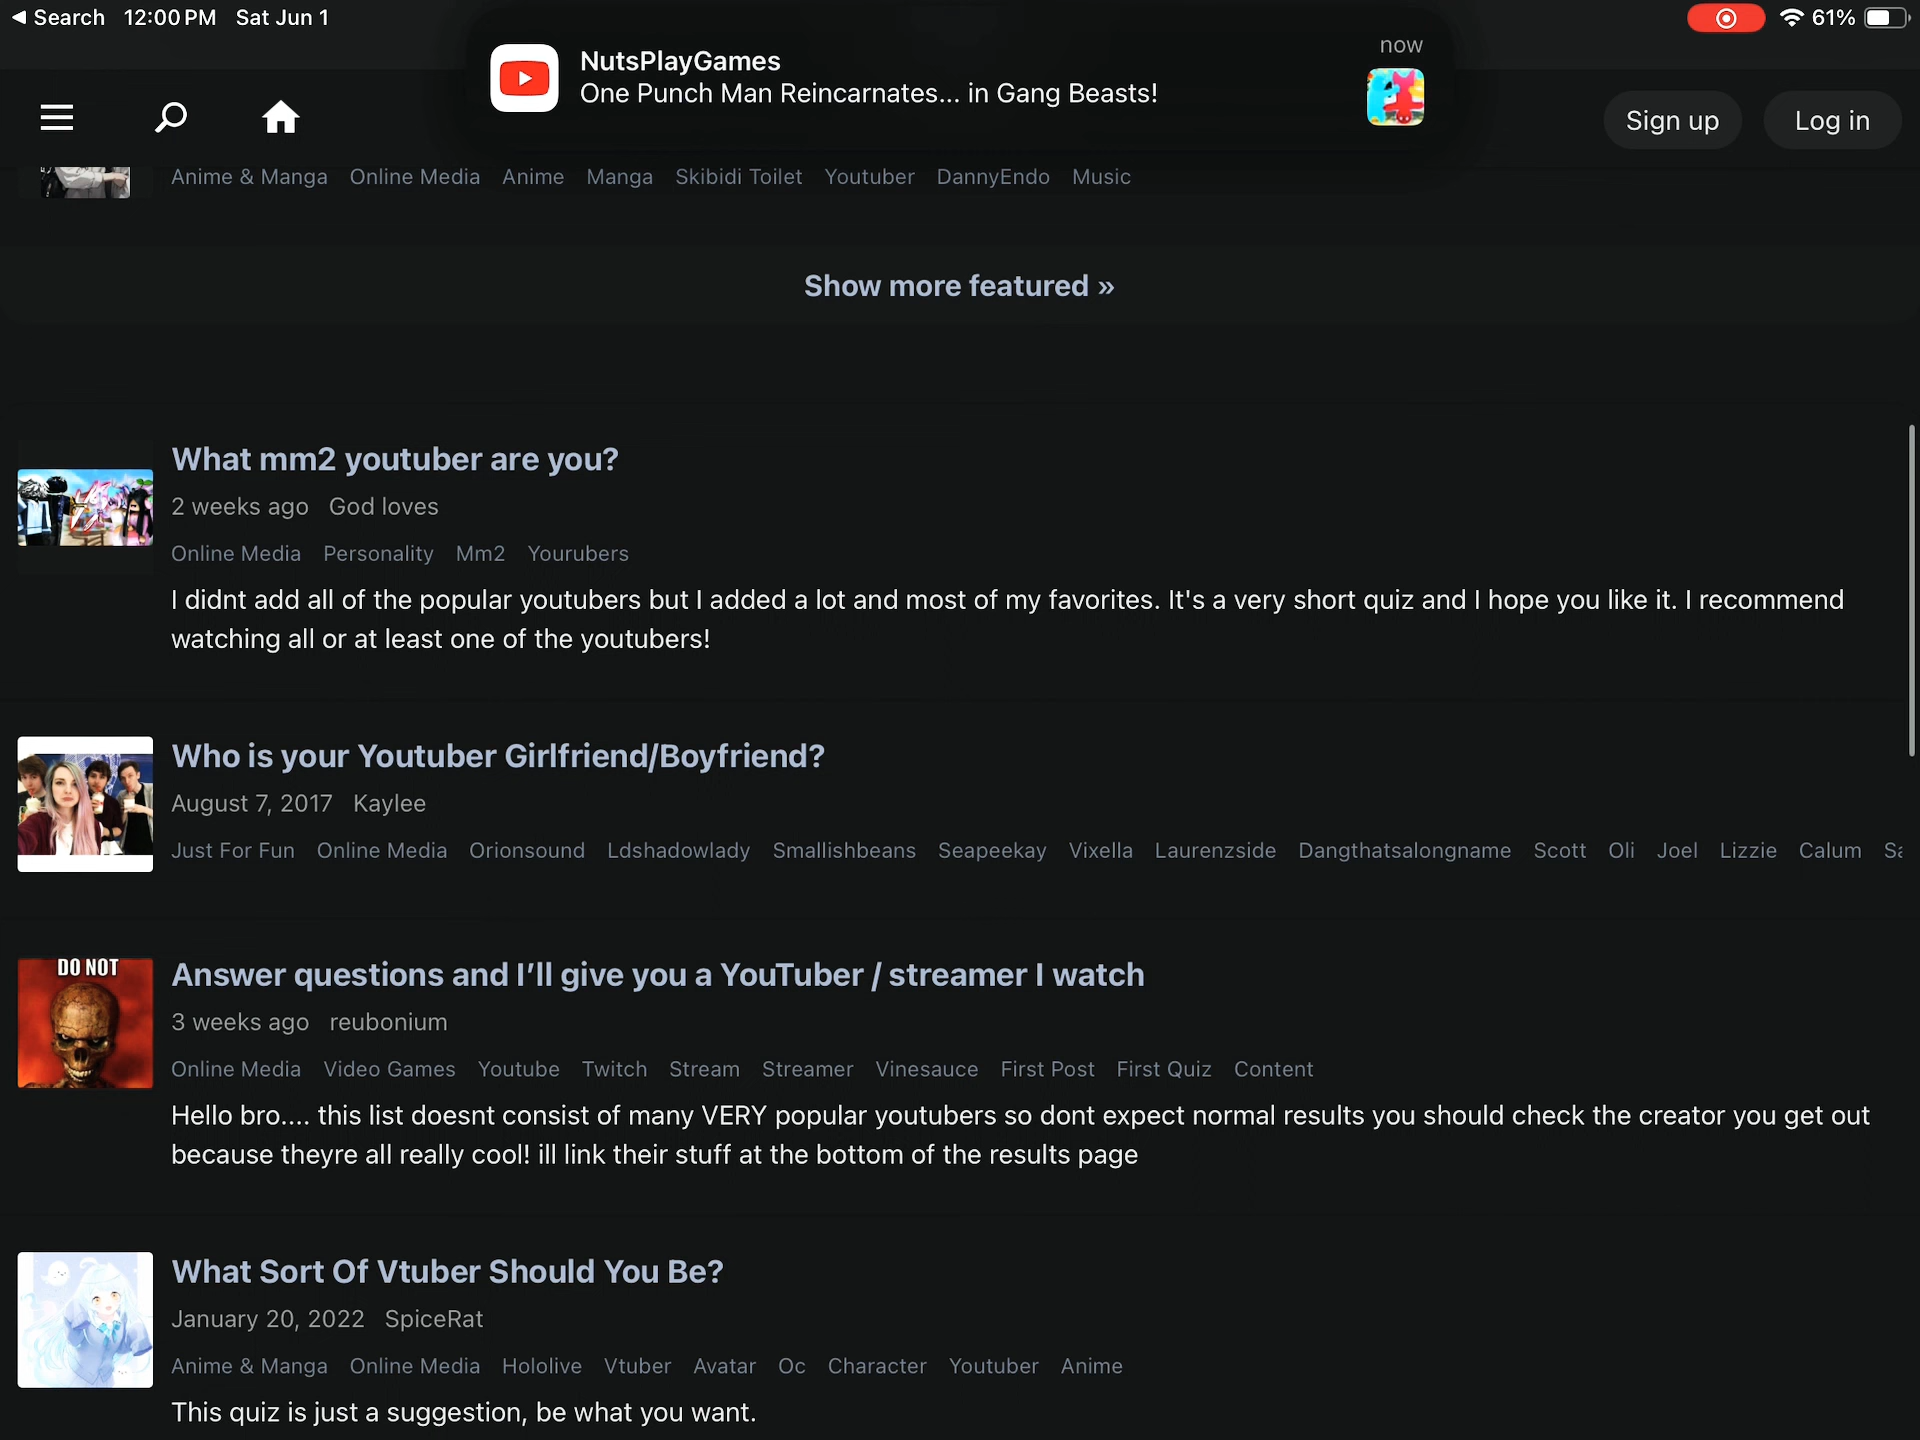 ◀ Search 12:00 PM Sat Jun 1
61%
NutsPlayGames
now
One Punch Man Reincarnates... in Gang Beasts!
Sign up
Log in
Anime & Manga Online Media Anime Manga Skibidi Toilet Youtuber DannyEndo Music
Show more featured »
What mm2 youtuber are you?
2 weeks ago God loves
Online Media Personality Mm2 Yourubers
I didnt add all of the popular youtubers but I added a lot and most of my favorites. It's a very short quiz and I hope you like it. I recommend
watching all or at least one of the youtubers!
Who is your Youtuber Girlfriend/Boyfriend?
August 7, 2017 Kaylee
Just For Fun Online Media Orionsound Ldshadowlady Smallishbeans Seapeekay Vixella Laurenzside Dangthatsalongname Scott Oli Joel Lizzie Calum
DO NOT
Answer questions and I’ll give you a YouTuber / streamer I watch
3 weeks ago reubonium
Online Media Video Games Youtube Twitch Stream Streamer Vinesauce First Post First Quiz Content
Hello bro.... this list doesnt consist of many VERY popular youtubers so dont expect normal results you should check the creator you get out
because theyre all really cool! ill link their stuff at the bottom of the results page
What Sort Of Vtuber Should You Be?
January 20, 2022 SpiceRat
Anime & Manga Online Media Hololive Vtuber Avatar Oc Character Youtuber Anime
This quiz is just a suggestion, be what you want.